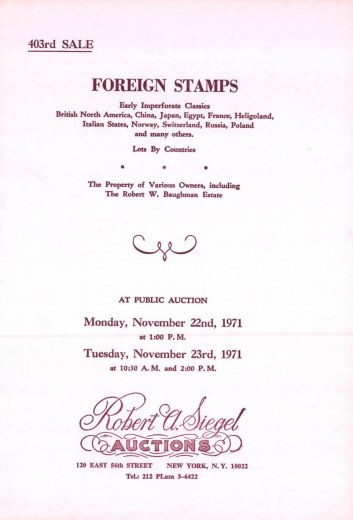 403rd SALE
FOREIGN STAMPS
Early Imperforate Classics
British North America, China, Japan, Egypt, France, Heligoland,
Italian States, Norway, Switzerland, Russia, Poland
and many others.
Lots By Countries
* * *
The Property of Various Owners, including
The Robert W. Baughman Estate
AT PUBLIC AUCTION
Monday, November 22nd, 1971
at 1:00 P. M.
Tuesday, November 23rd, 1971
at 10:30 A. M. and 2:00 P. M.
Robert A. Siegel
AUCTIONS
120 EAST 56th STREET NEW YORK, N. Y. 10022
Tel.: 212 PLaza 3-6422